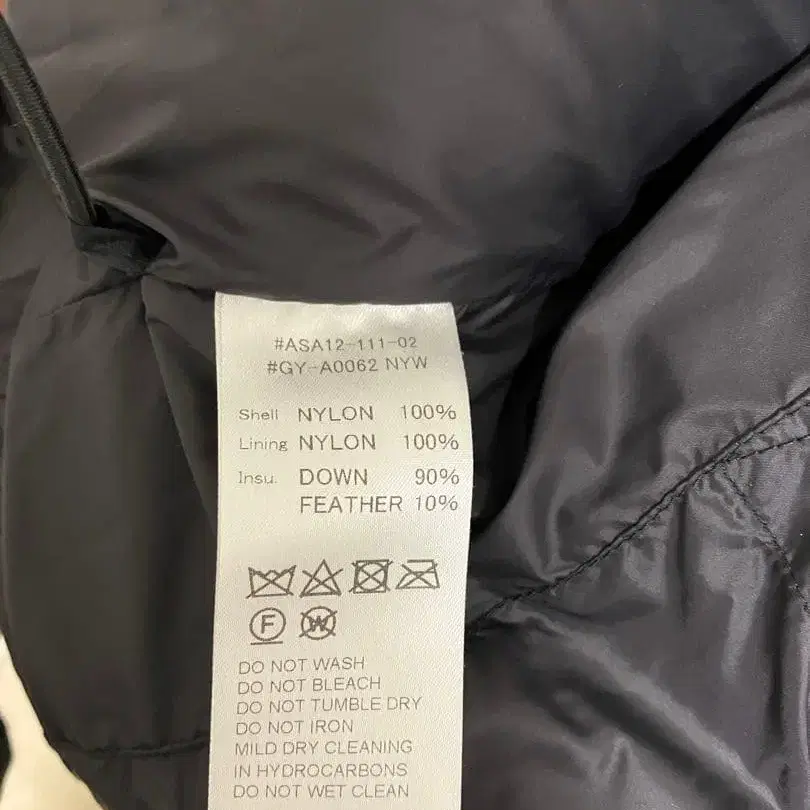 #ASA12-111-02
#GY-A0062 NYW
Shell NYLON 100%
Lining NYLON 100%
Insu. DOWN 90%
FEATHER 10%
F W
DO NOT WASH
DO NOT BLEACH
DO NOT TUMBLE DRY
DO NOT IRON
MILD DRY CLEANING
IN HYDROCARBONS
DO NOT WET CLEAN